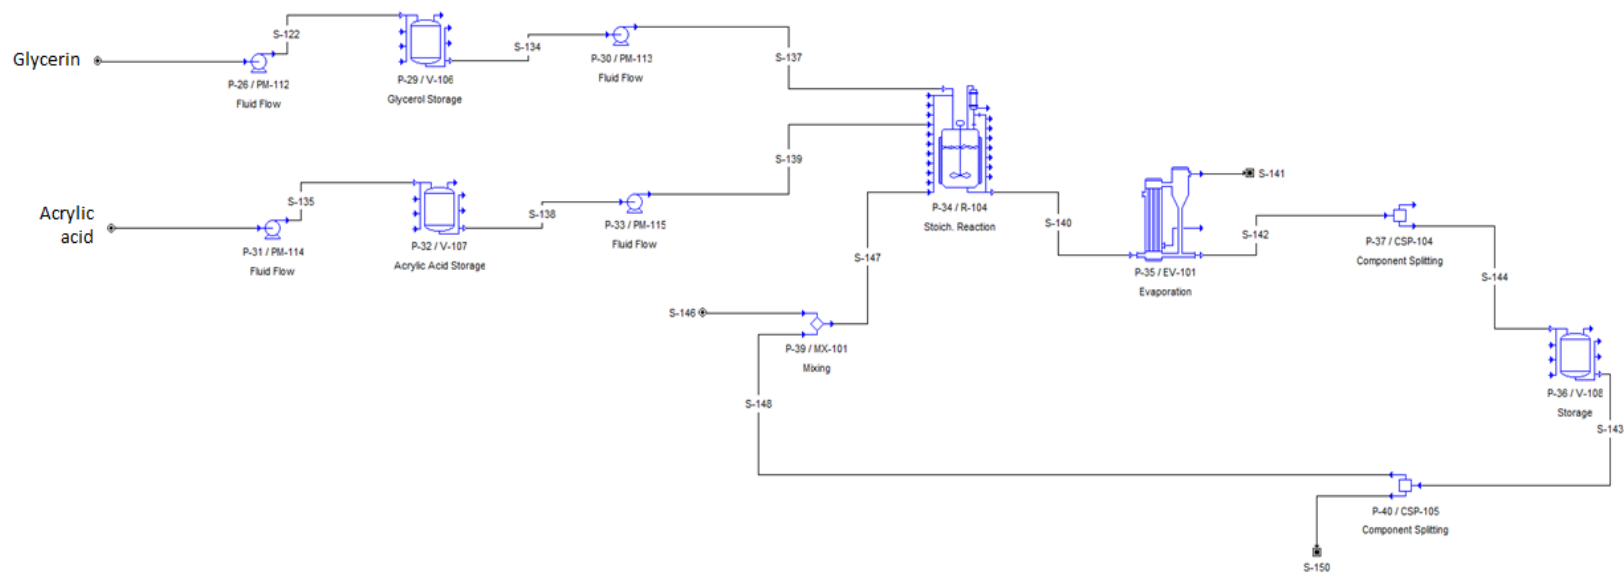 Glycerin
S-122
P-26 / PM-112
Fluid Flow
P-29 / V-106
Glycerol Storage
S-134
P-30 / PM-113
Fluid Flow
S-137
Acrylic
acid
S-135
P-31 / PM-114
Fluid Flow
P-32 / V-107
Acrylic Acid Storage
S-138
P-33 / PM-115
Fluid Flow
S-139
P-34 / R-104
Stoich. Reaction
S-147
S-140
S-146
P-39 / MX-101
Mixing
S-148
P-35 / EV-101
Evaporation
S-141
S-142
P-37 / CSP-104
Component Splitting
S-144
P-36 / V-108
Storage
S-143
P-40 / CSP-105
Component Splitting
S-150